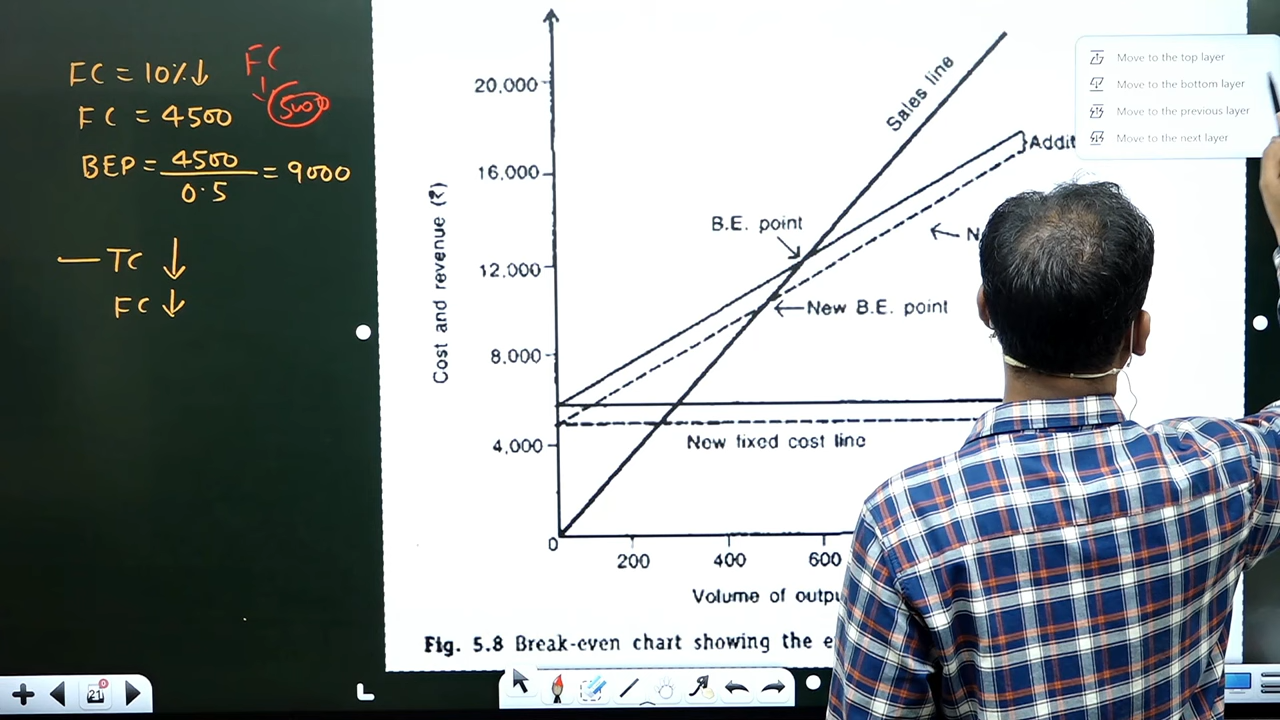 FC = 10% ↓
FC
↓
5000
FC = 4500
BEP = 4500 / 0.5 = 9000
— TC ↓
FC ↓
Cost and revenue (₹)
20,000
16,000
12,000
8,000
4,000
0
200
400
600
Sales line
}Addit
B.E. point
← N
←New B.E. point
New fixed cost line
Volume of outpu
Fig. 5.8 Break-even chart showing the e
Move to the top layer
Move to the bottom layer
Move to the previous layer
Move to the next layer
21